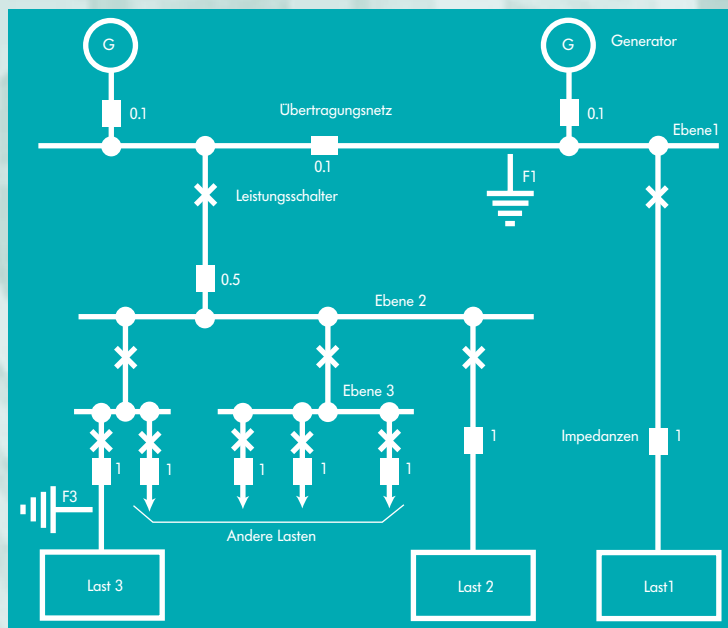 G
G
Generator
0.1
0.1
Übertragungsnetz
Ebene1
0.1
F1
Leistungsschalter
0.5
Ebene 2
Ebene 3
1
Impedanzen
1
1
1
1
1
1
F3
Andere Lasten
Last 3
Last 2
Last1